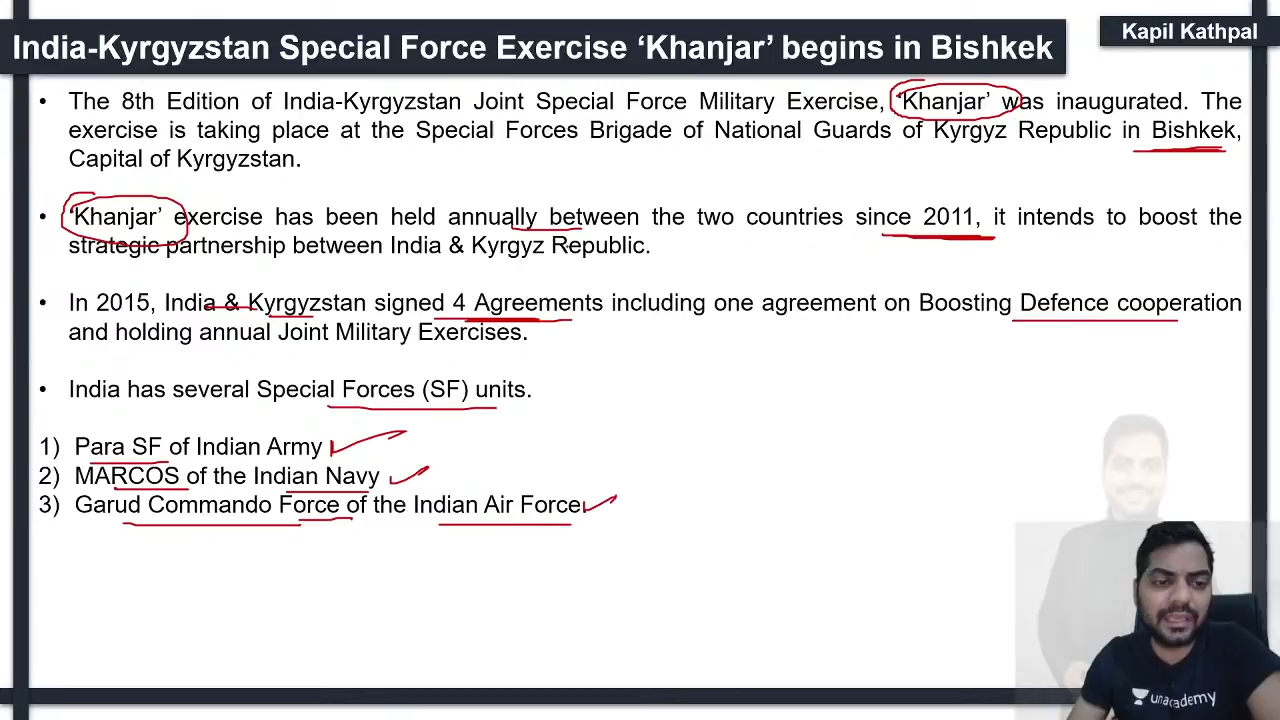 India-Kyrgyzstan Special Force Exercise ‘Khanjar’ begins in Bishkek
Kapil Kathpal
• The 8th Edition of India-Kyrgyzstan Joint Special Force Military Exercise, ‘Khanjar’ was inaugurated. The
exercise is taking place at the Special Forces Brigade of National Guards of Kyrgyz Republic in Bishkek,
Capital of Kyrgyzstan.
• ‘Khanjar’ exercise has been held annually between the two countries since 2011, it intends to boost the
strategic partnership between India & Kyrgyz Republic.
• In 2015, India & Kyrgyzstan signed 4 Agreements including one agreement on Boosting Defence cooperation
and holding annual Joint Military Exercises.
• India has several Special Forces (SF) units.
1) Para SF of Indian Army
2) MARCOS of the Indian Navy
3) Garud Commando Force of the Indian Air Force
unacademy